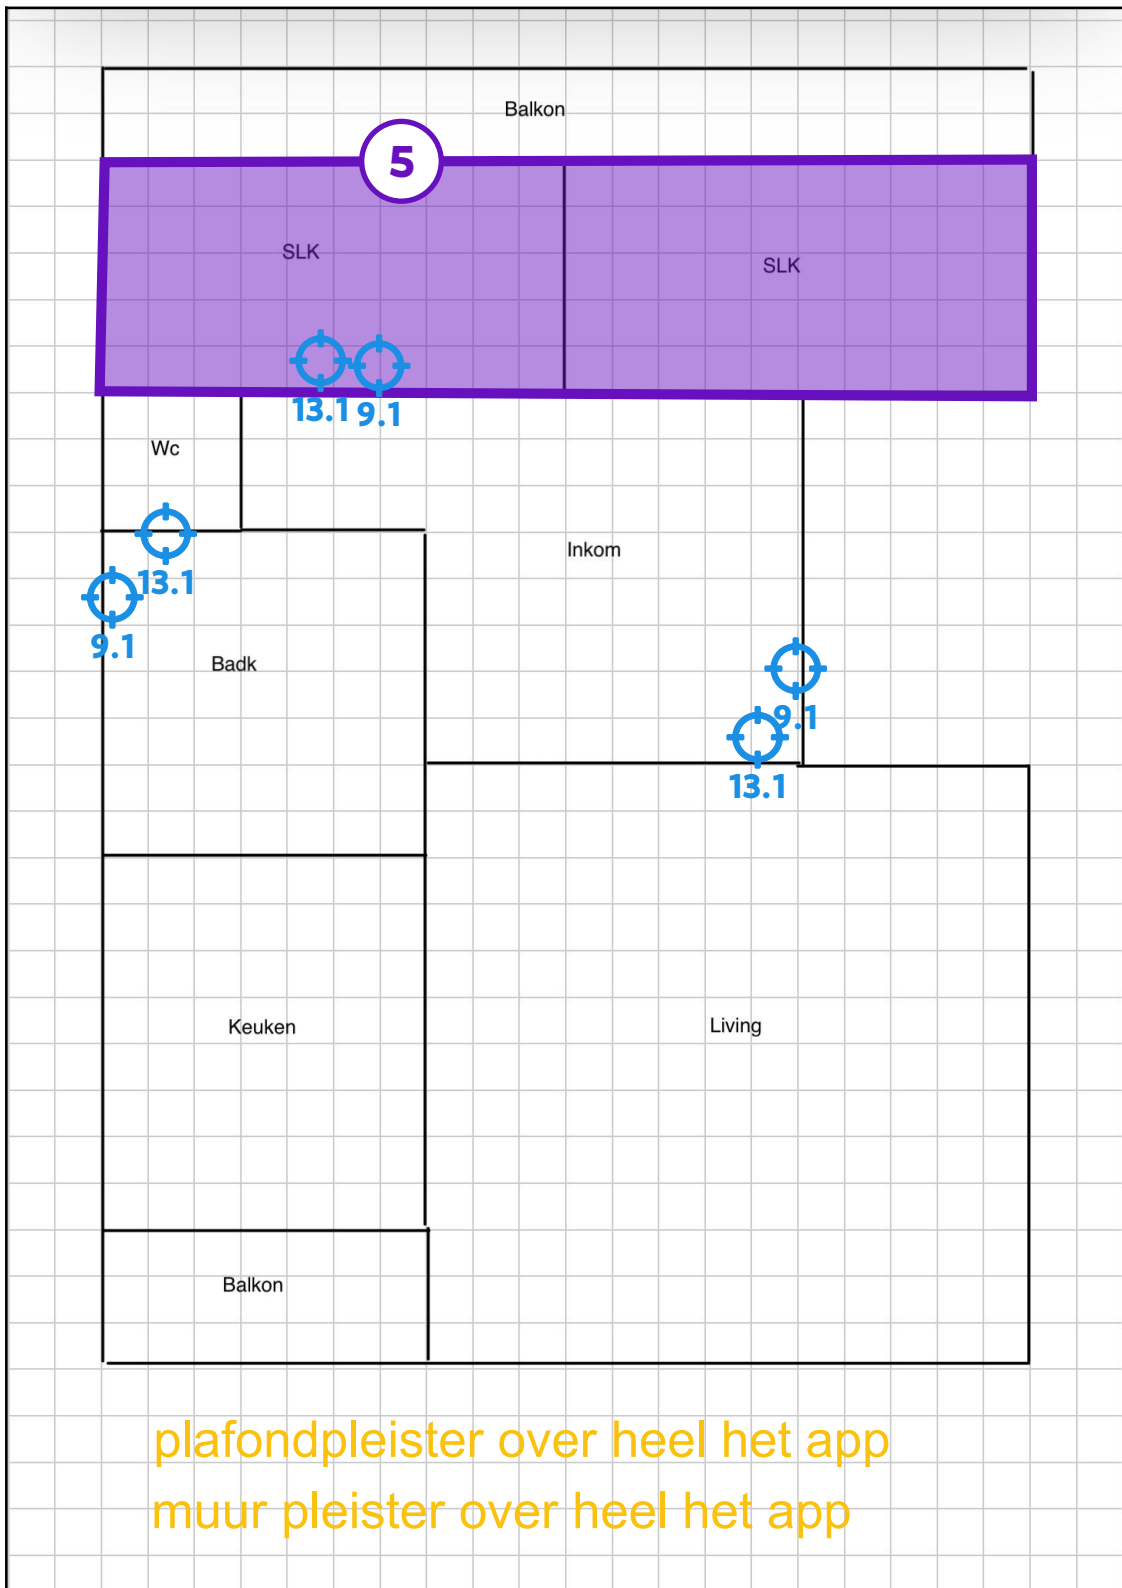 Balkon
5
SLK
SLK
13.1
9.1
Wc
Inkom
13.1
9.1
Badk
9.1
13.1
Keuken
Living
Balkon
plafondpleister over heel het app
muur pleister over heel het app